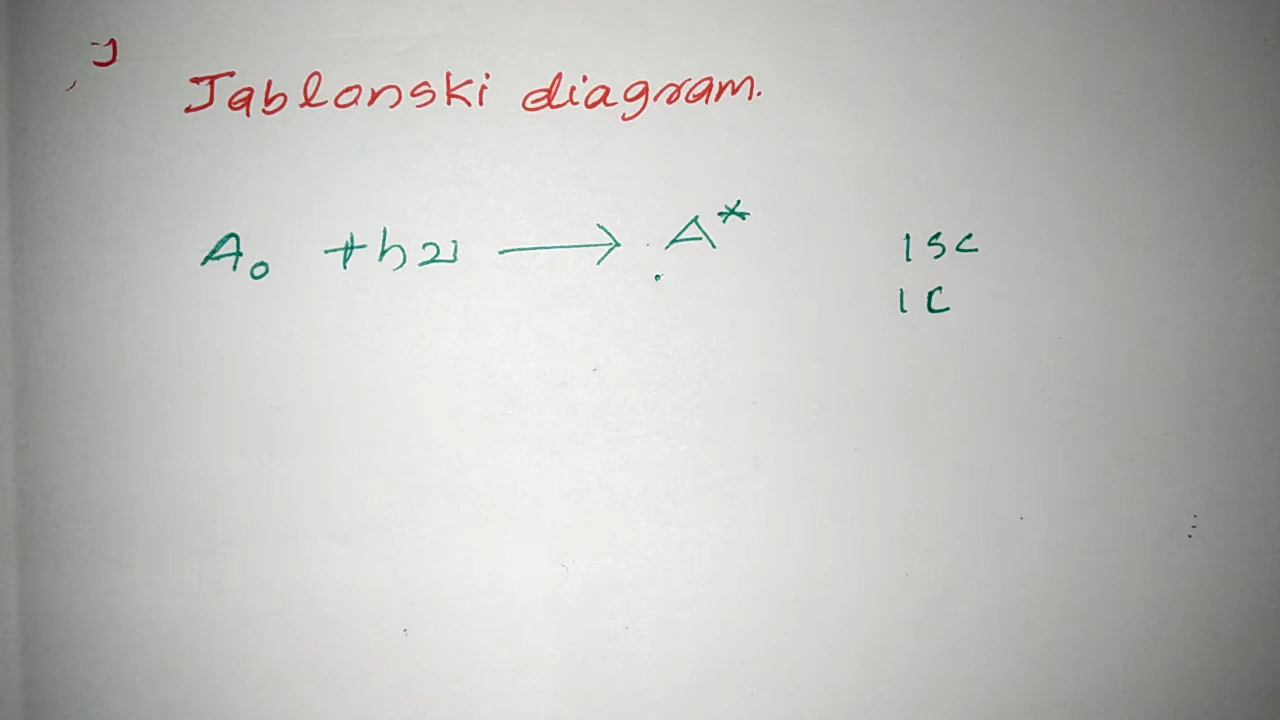 Jablonski diagram.
A₀ + hν ⟶ A* ISC
IC